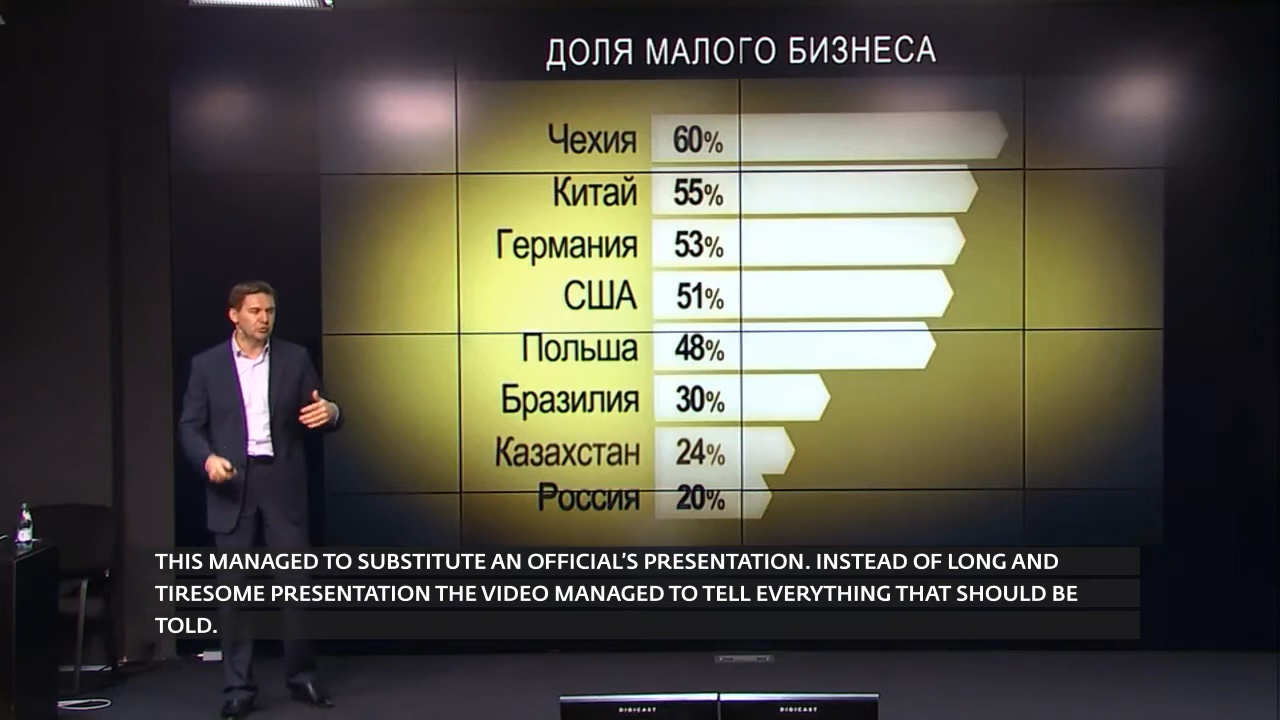 ДОЛЯ МАЛОГО БИЗНЕСА
Чехия 60%
Китай 55%
Германия 53%
США 51%
Польша 48%
Бразилия 30%
Казахстан 24%
Россия 20%
THIS MANAGED TO SUBSTITUTE AN OFFICIAL'S PRESENTATION. INSTEAD OF LONG AND
TIRESOME PRESENTATION THE VIDEO MANAGED TO TELL EVERYTHING THAT SHOULD BE
TOLD.
DIGICAST DIGICAST